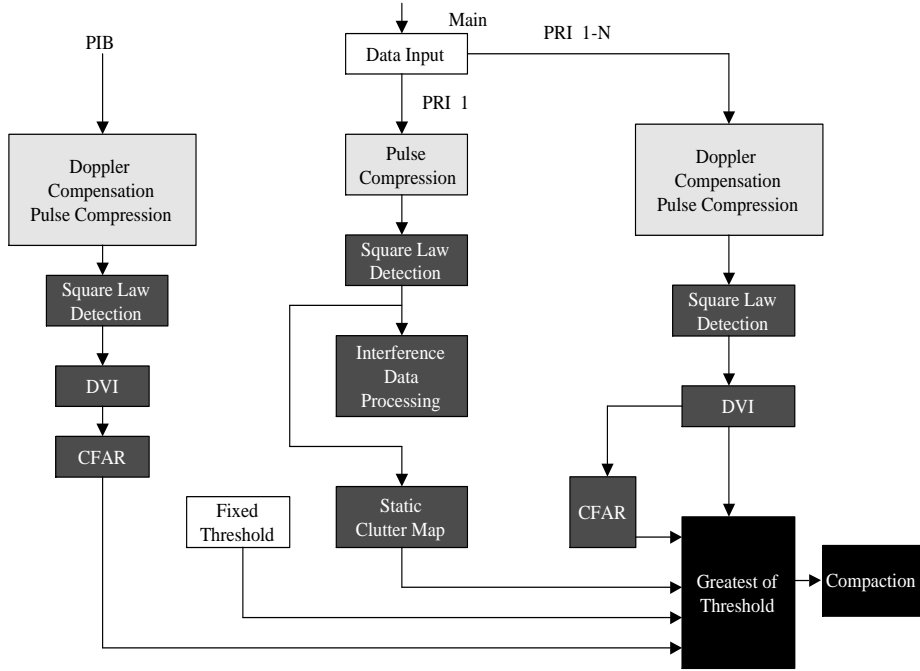 Main
Data Input
PRI 1-N
PIB
PRI 1
Doppler
Compensation
Pulse Compression
Pulse
Compression
Doppler
Compensation
Pulse Compression
Square Law
Detection
Square Law
Detection
Square Law
Detection
Interference
Data
Processing
DVI
DVI
CFAR
Fixed
Threshold
Static
Clutter Map
CFAR
Greatest of
Threshold
Compaction